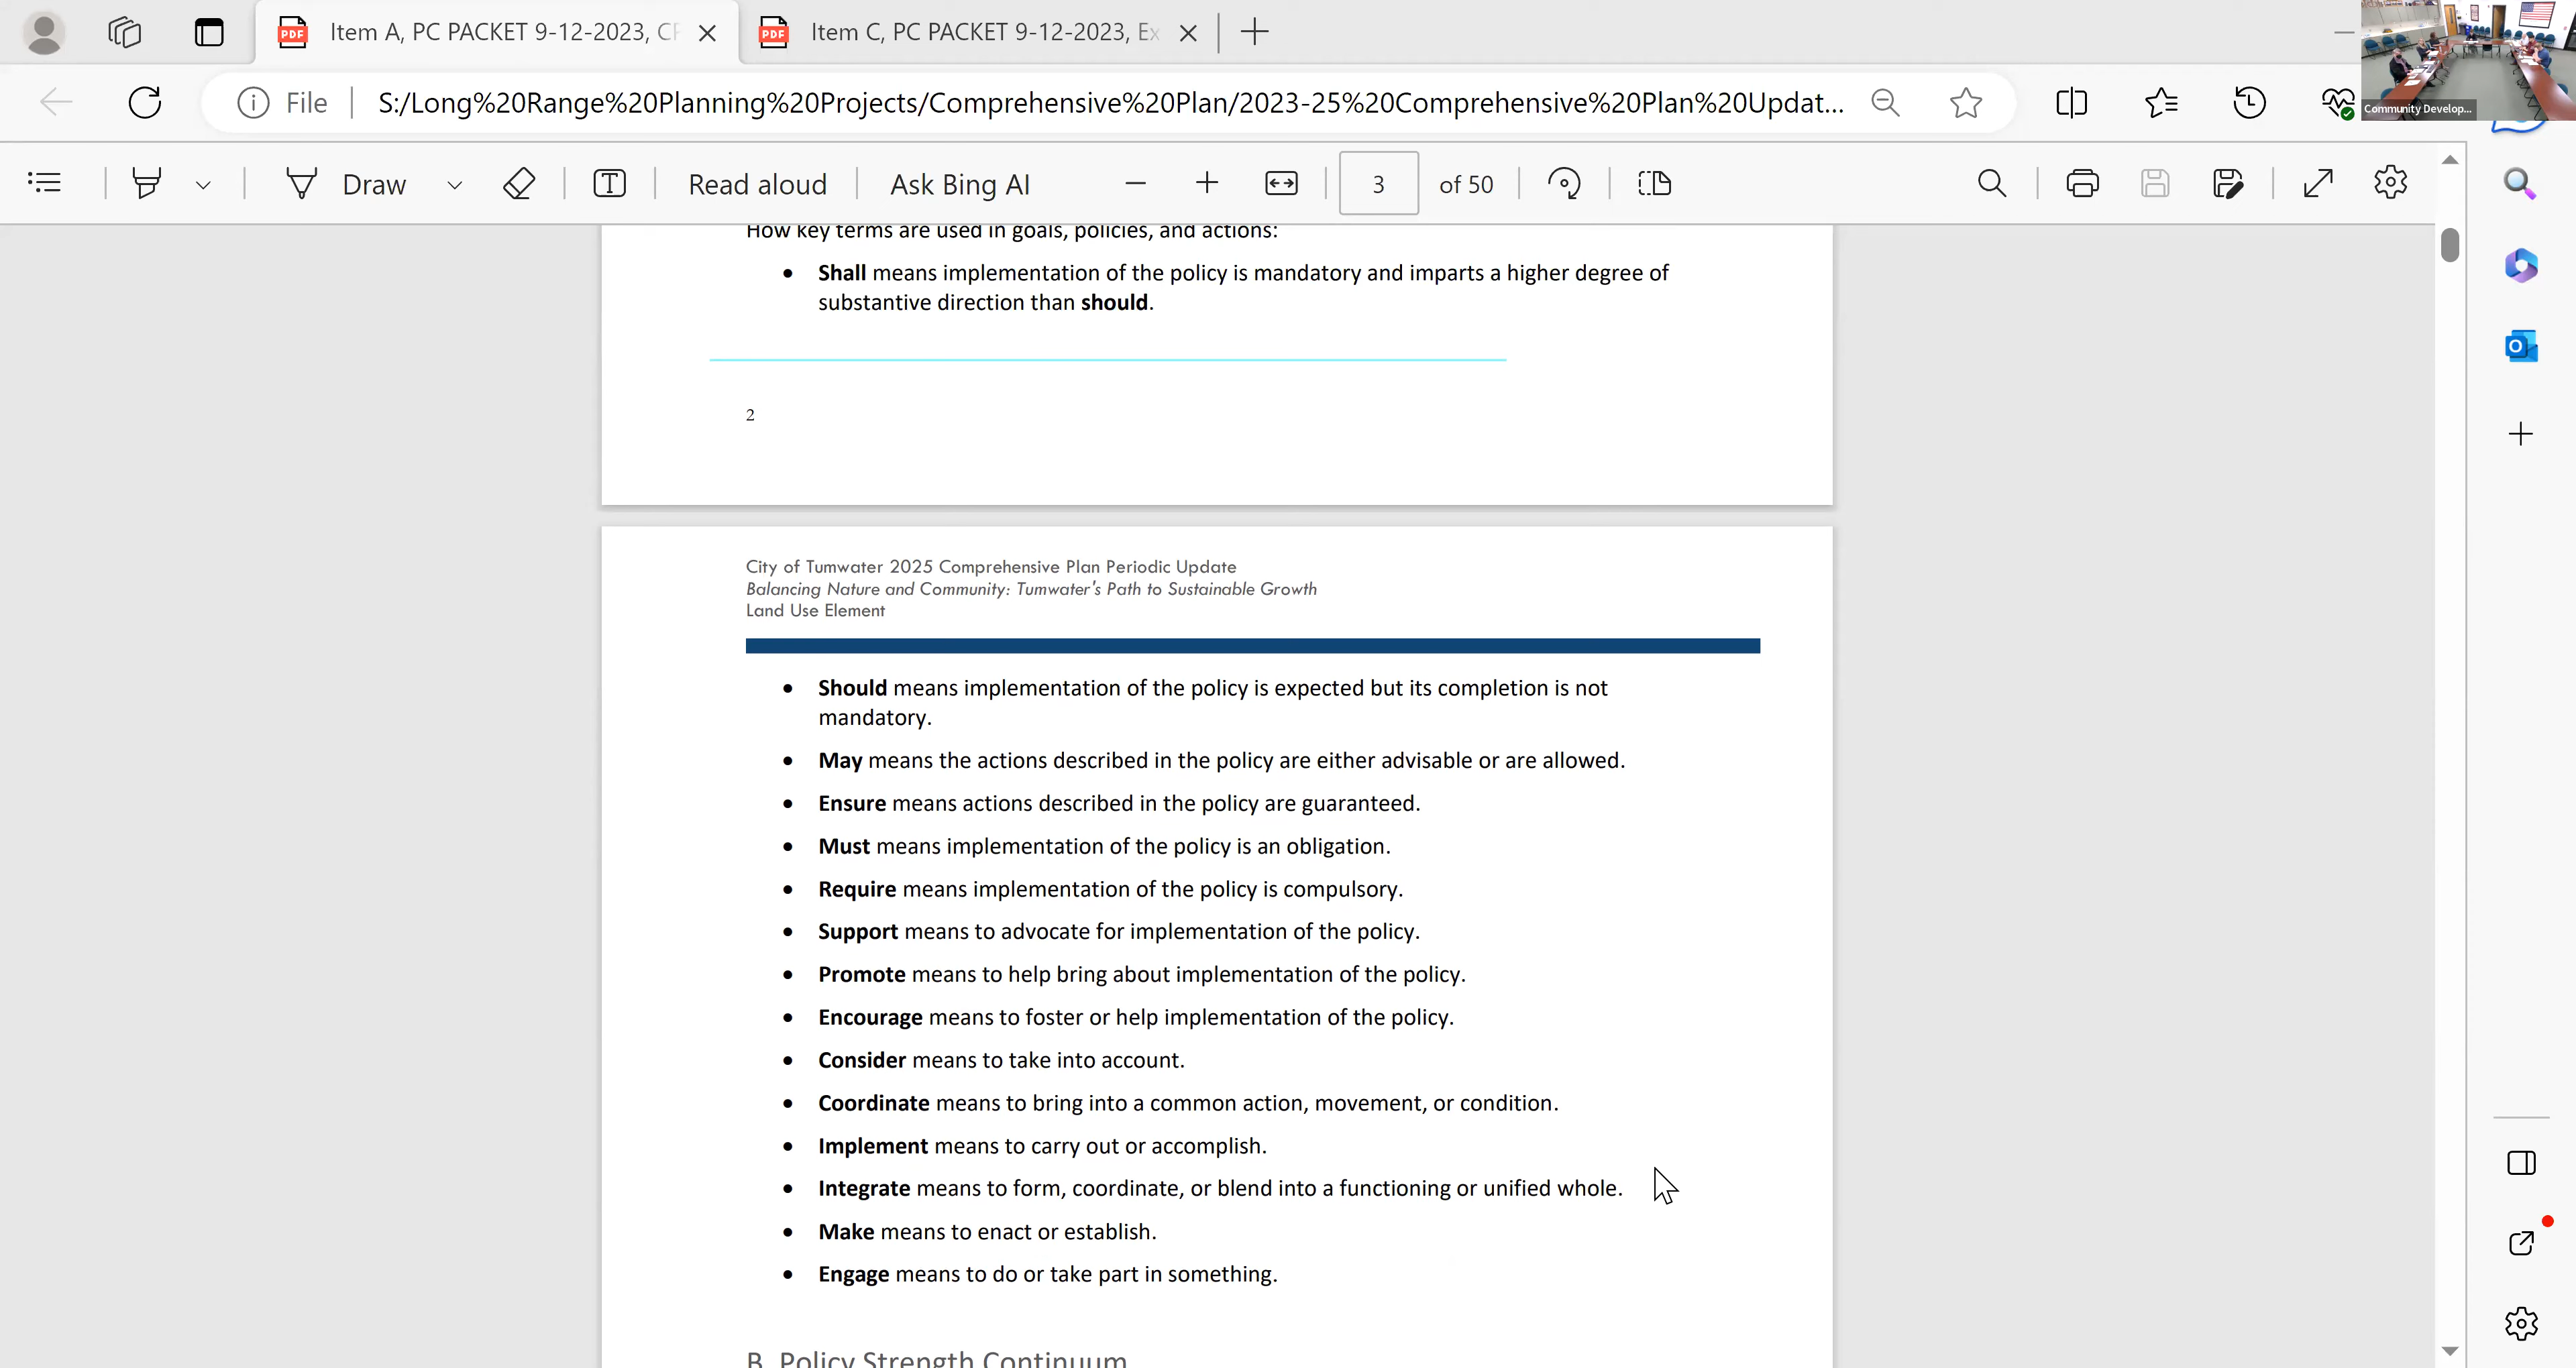 PDF Item A, PC PACKET 9-12-2023, CF
PDF Item C, PC PACKET 9-12-2023, Ex
Community Develop...
File S:/Long%20Range%20Planning%20Projects/Comprehensive%20Plan/2023-25%20Comprehensive%20Plan%20Updat...
Draw T Read aloud Ask Bing AI 3 of 50
How key terms are used in goals, policies, and actions:
• Shall means implementation of the policy is mandatory and imparts a higher degree of
substantive direction than should.
2
City of Tumwater 2025 Comprehensive Plan Periodic Update
Balancing Nature and Community: Tumwater's Path to Sustainable Growth
Land Use Element
• Should means implementation of the policy is expected but its completion is not
mandatory.
• May means the actions described in the policy are either advisable or are allowed.
• Ensure means actions described in the policy are guaranteed.
• Must means implementation of the policy is an obligation.
• Require means implementation of the policy is compulsory.
• Support means to advocate for implementation of the policy.
• Promote means to help bring about implementation of the policy.
• Encourage means to foster or help implementation of the policy.
• Consider means to take into account.
• Coordinate means to bring into a common action, movement, or condition.
• Implement means to carry out or accomplish.
• Integrate means to form, coordinate, or blend into a functioning or unified whole.
• Make means to enact or establish.
• Engage means to do or take part in something.
B. Policy Strength Continuum